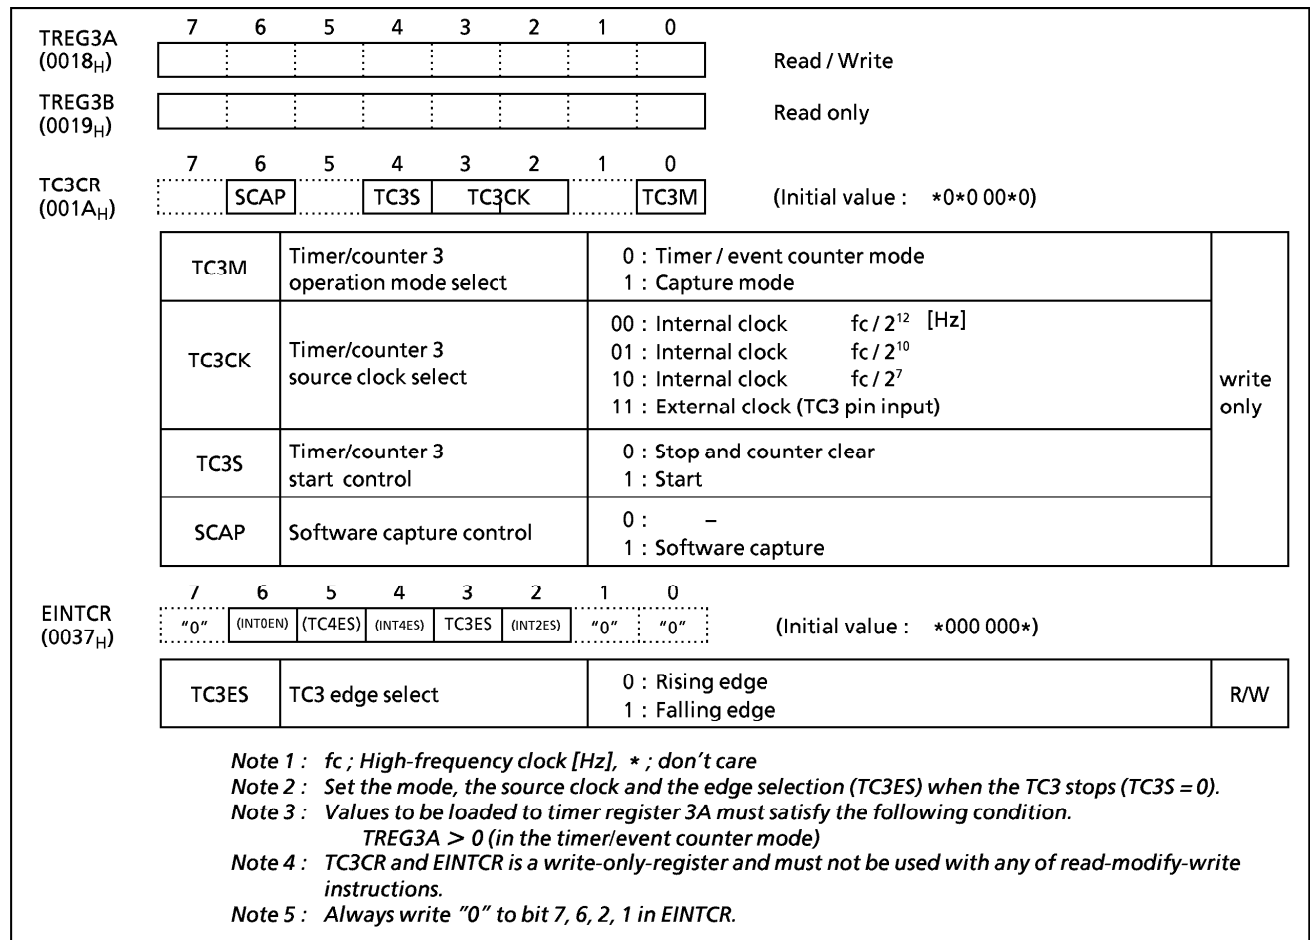 7 6 5 4 3 2 1 0
TREG3A
(0018H) Read / Write
TREG3B
(0019H) Read only
7 6 5 4 3 2 1 0
TC3CR
(001AH) SCAP TC3S TC3CK TC3M (Initial value : *0*0 00*0)
TC3M
Timer/counter 3
operation mode select
0 : Timer / event counter mode
1 : Capture mode
TC3CK
Timer/counter 3
source clock select
00 : Internal clock fc / 2¹² [Hz]
01 : Internal clock fc / 2¹⁰
10 : Internal clock fc / 2⁷
11 : External clock (TC3 pin input)
TC3S
Timer/counter 3
start control
0 : Stop and counter clear
1 : Start
SCAP
Software capture control
0 : –
1 : Software capture
write
only
7 6 5 4 3 2 1 0
EINTCR
(0037H) "0" (INT0EN) (TC4ES) (INT4ES) TC3ES (INT2ES) "0" "0" (Initial value : *000 000*)
TC3ES
TC3 edge select
0 : Rising edge
1 : Falling edge
R/W
Note 1 : fc ; High-frequency clock [Hz], * ; don't care
Note 2 : Set the mode, the source clock and the edge selection (TC3ES) when the TC3 stops (TC3S = 0).
Note 3 : Values to be loaded to timer register 3A must satisfy the following condition.
TREG3A > 0 (in the timer/event counter mode)
Note 4 : TC3CR and EINTCR is a write-only-register and must not be used with any of read-modify-write
instructions.
Note 5 : Always write "0" to bit 7, 6, 2, 1 in EINTCR.